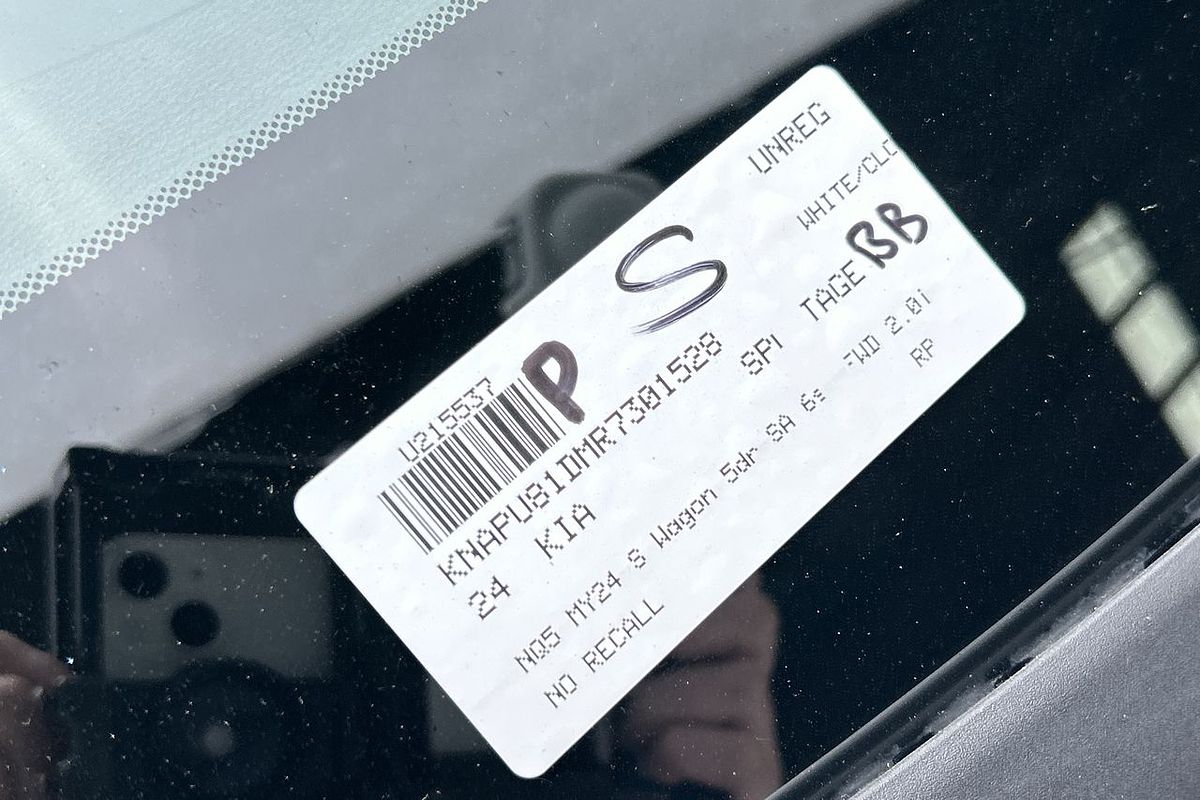 UNREG
U215537
WHITE/CLO
P S BB
KNAPU81DMR7301528
24 KIA SPI TAGE
NQ5 MY24 S Wagon 5dr SA 6s FWD 2.0i
NO RECALL RP